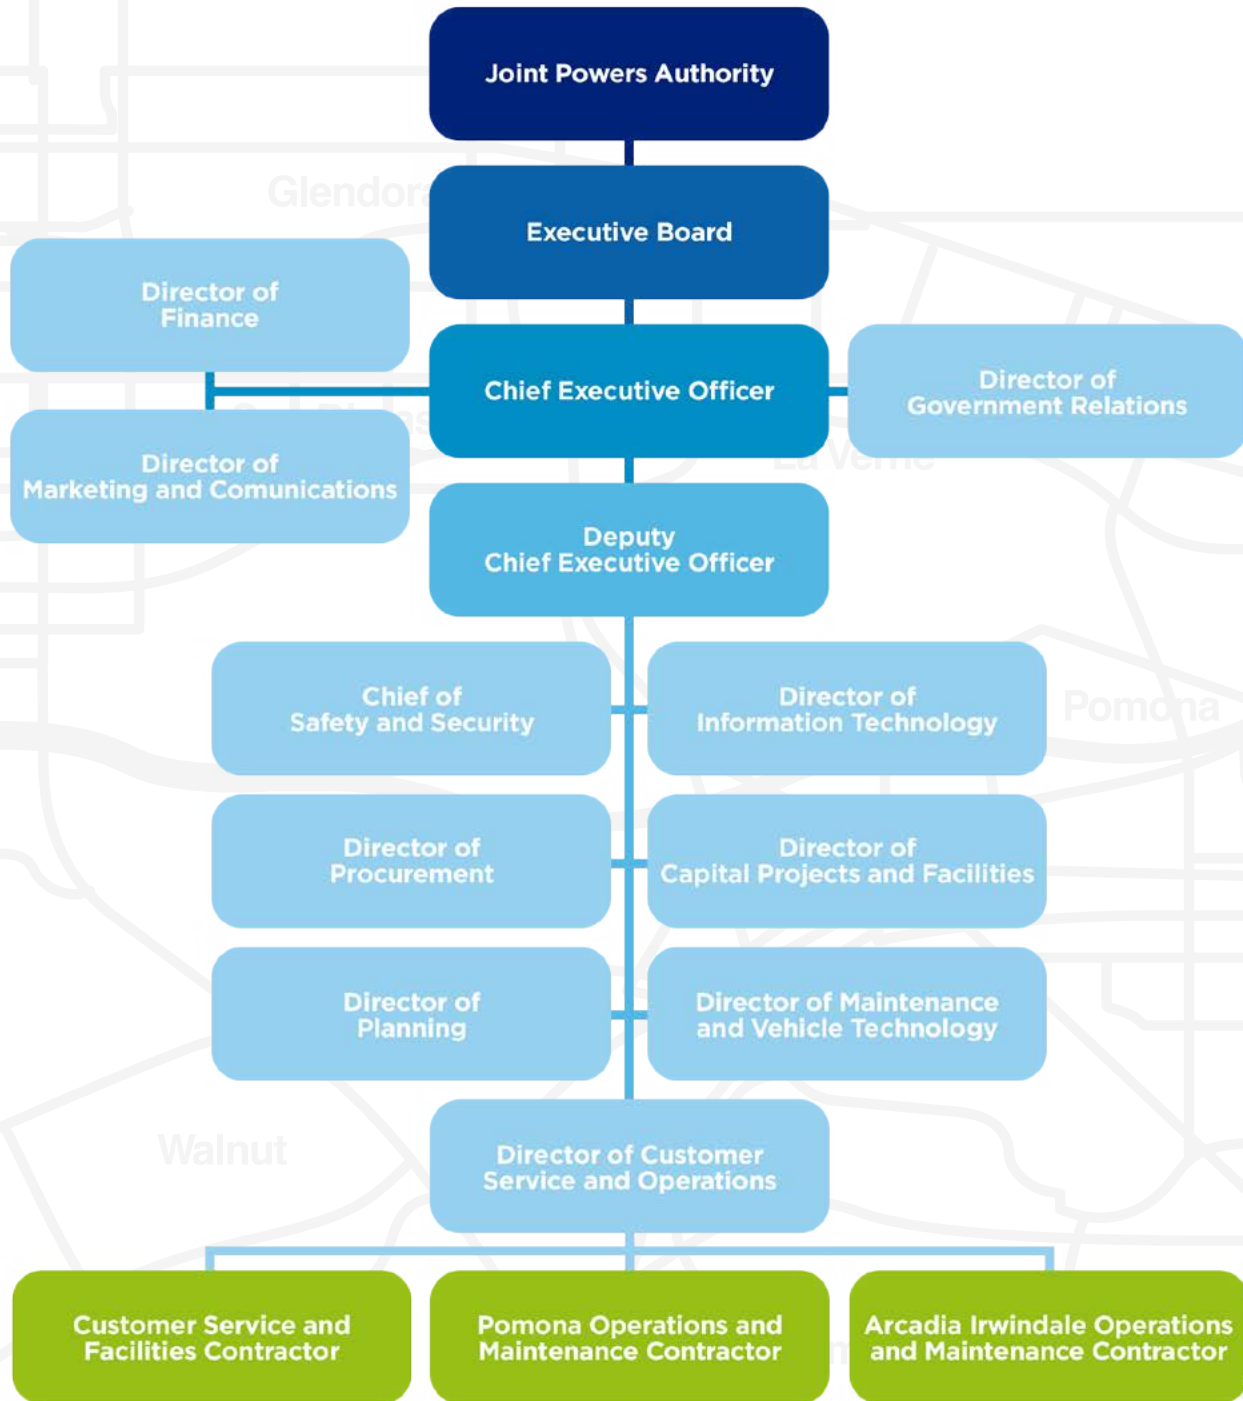 Joint Powers Authority
Glendora
Executive Board
Director of
Finance
Chief Executive Officer
Director of
Government Relations
La Verne
Director of
Marketing and Comunications
Deputy
Chief Executive Officer
Chief of
Safety and Security
Director of
Information Technology
Pomona
Director of
Procurement
Director of
Capital Projects and Facilities
Director of
Planning
Director of Maintenance
and Vehicle Technology
Walnut
Director of Customer
Service and Operations
Customer Service and
Facilities Contractor
Pomona Operations and
Maintenance Contractor
Arcadia Irwindale Operations
and Maintenance Contractor